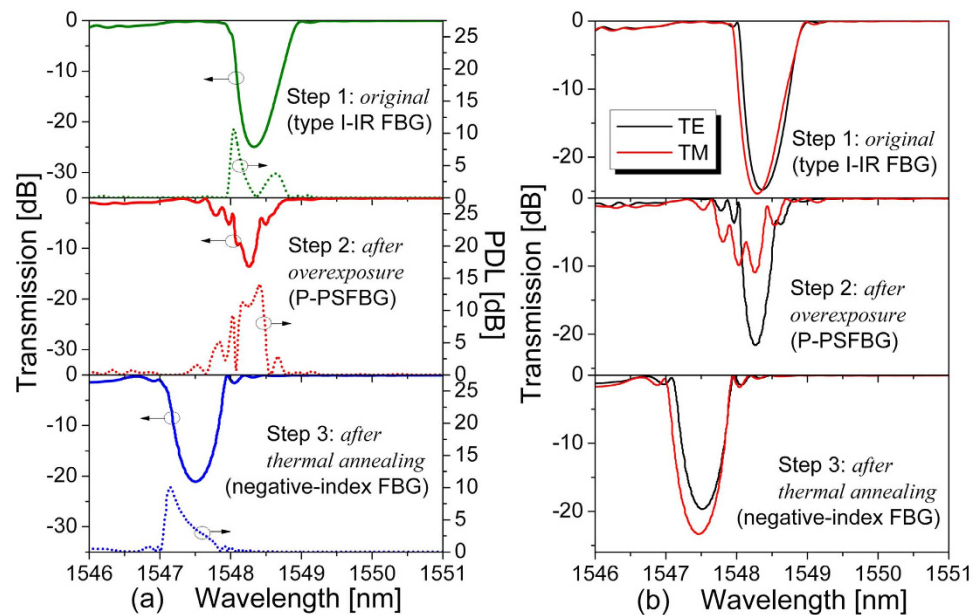 0
-10
-20
-30
0
-10
-20
-30
0
-10
-20
-30
Transmission [dB]
25
20
15
10
5
0
25
20
15
10
5
0
25
20
15
10
5
0
PDL [dB]
Step 1: original
(type I-IR FBG)
Step 2: after
overexposure
(P-PSFBG)
Step 3: after
thermal annealing
(negative-index FBG)
1546 1547 1548 1549 1550 1551
(a) Wavelength [nm]
0
-10
-20
0
-10
-20
0
-10
-20
Transmission [dB]
TE
TM
Step 1: original
(type I-IR FBG)
Step 2: after
overexposure
(P-PSFBG)
Step 3: after
thermal annealing
(negative-index FBG)
1546 1547 1548 1549 1550 1551
(b) Wavelength [nm]